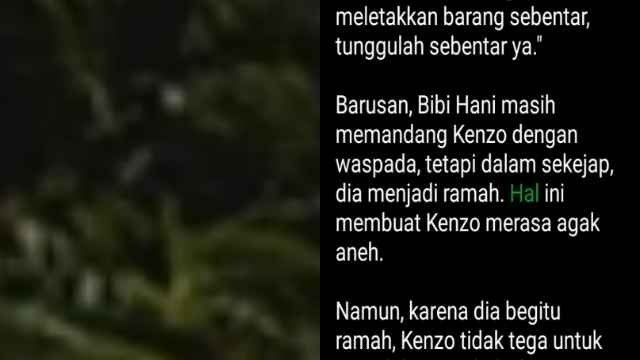 meletakkan barang sebentar,
tunggulah sebentar ya."
Barusan, Bibi Hani masih
memandang Kenzo dengan
waspada, tetapi dalam sekejap,
dia menjadi ramah. Hal ini
membuat Kenzo merasa agak
aneh.
Namun, karena dia begitu
ramah, Kenzo tidak tega untuk